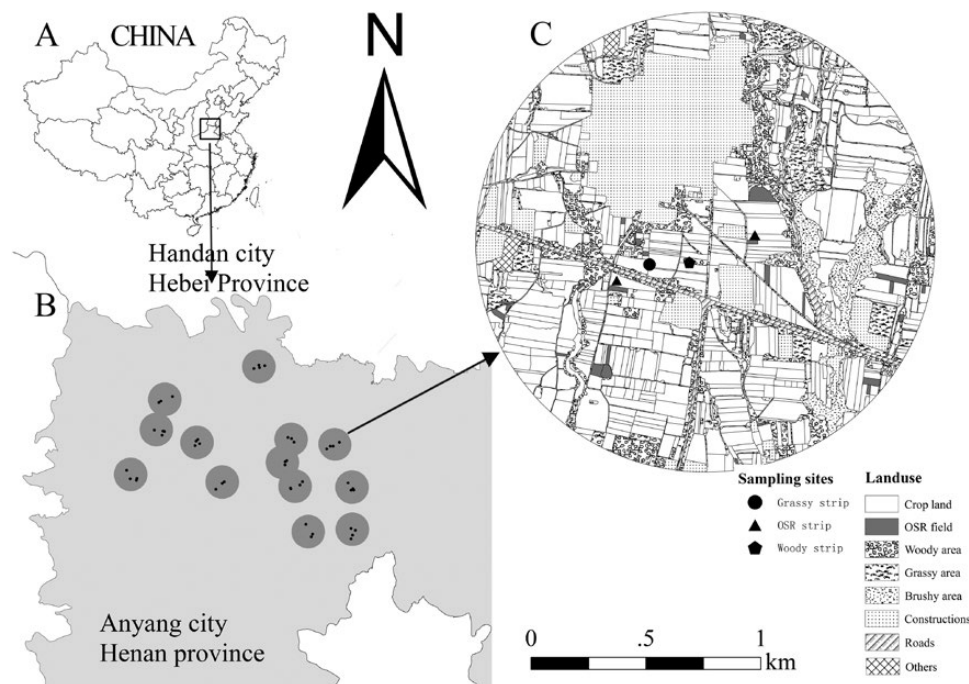 A
CHINA
N
C
Handan city
Hebei Province
B
Anyang city
Henan province
Sampling sites
Grassy strip
OSR strip
Woody strip
Landuse
Crop land
OSR field
Woody area
Grassy area
Brushy area
Constructions
Roads
Others
0
.5
1
km